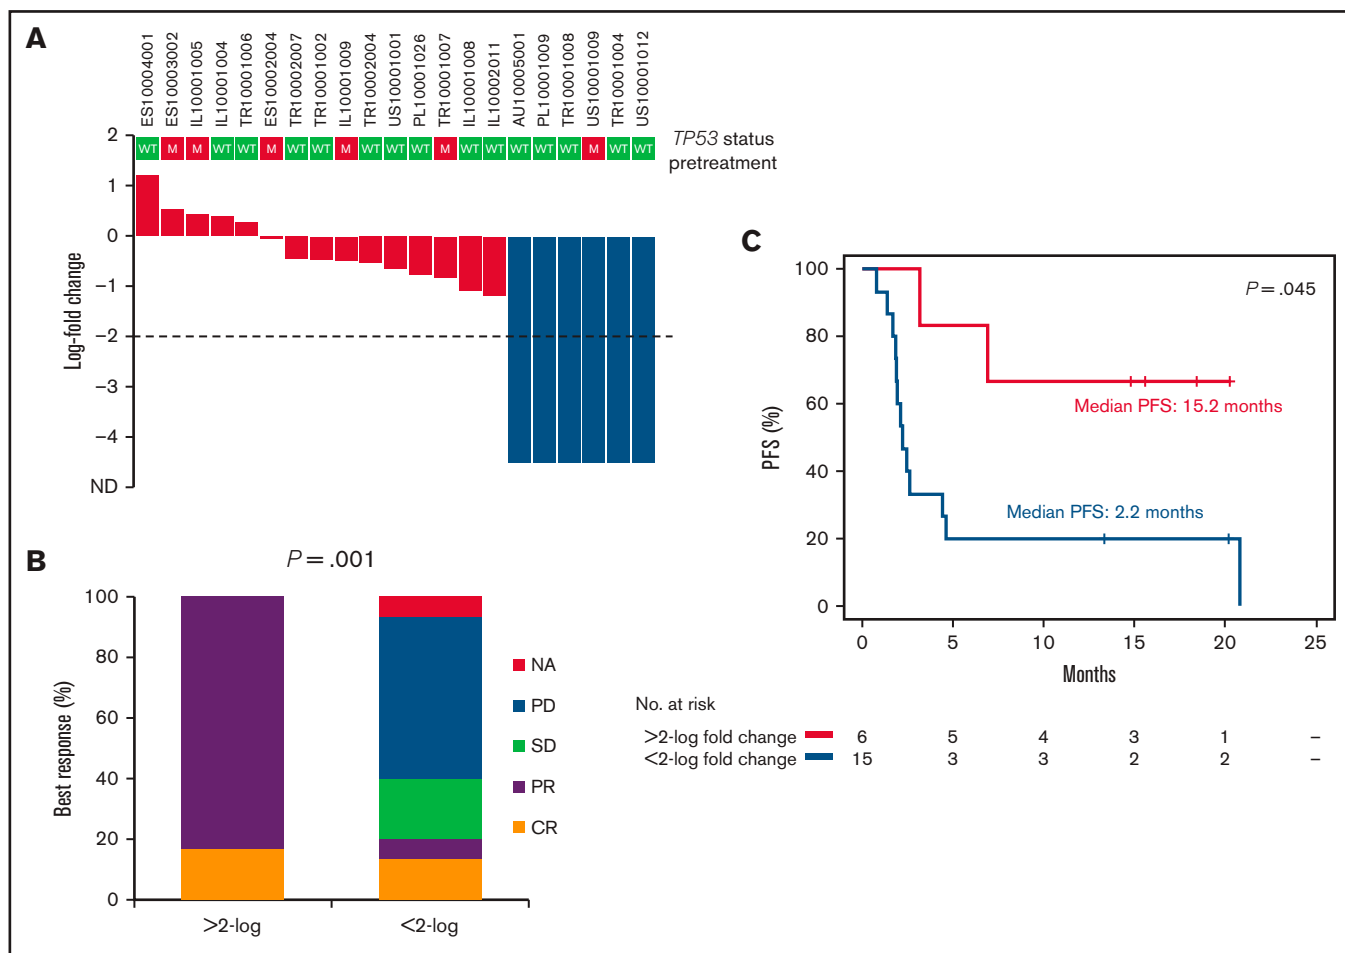 A
ES10004001
ES10003002
IL10001005
IL10001004
TR10001006
ES10002004
TR10002007
TR10001002
IL10001009
TR10002004
US10001001
PL10001026
TR10001007
IL10001008
IL10002011
AU10005001
PL10001009
TR10001008
US10001009
TR10001004
US10001012
WT M M WT WT M WT WT M WT WT WT M WT WT WT WT WT M WT WT
TP53 status
pretreatment
Log-fold change
2
1
0
−1
−2
−3
−4
ND
B
P = .001
Best response (%)
100
80
60
40
20
0
>2-log
<2-log
NA
PD
SD
PR
CR
C
P = .045
PFS (%)
100
80
60
40
20
0
Median PFS: 15.2 months
Median PFS: 2.2 months
0 5 10 15 20 25
Months
No. at risk
>2-log fold change 6 5 4 3 1 –
<2-log fold change 15 3 3 2 2 –